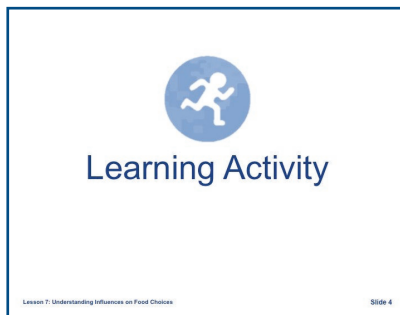 Learning Activity
Lesson 7: Understanding Influences on Food Choices
Slide 4